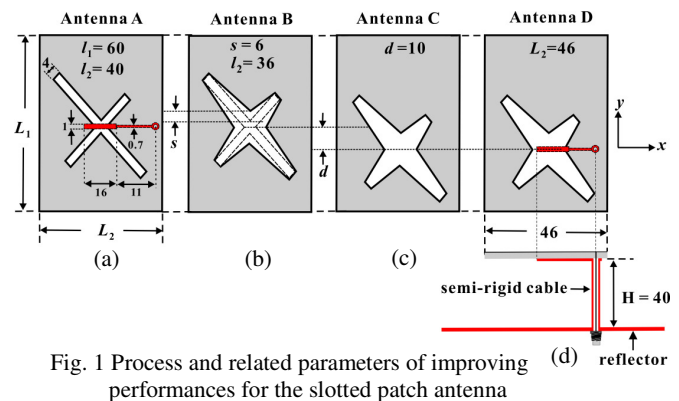 Antenna A
Antenna B
Antenna C
Antenna D
l₁=60
l₂=40
4
L₁
1
0.7
16
11
L₂
(a)
s=6
l₂=36
s
(b)
d=10
d
(c)
L₂=46
y
x
46
semi-rigid cable
H = 40
(d)
reflector
Fig. 1 Process and related parameters of improving
performances for the slotted patch antenna